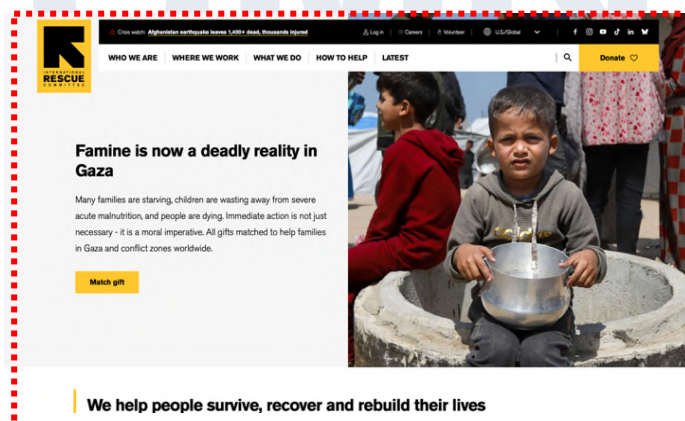 Crisis watch: Afghanistan earthquake leaves 1,400+ dead, thousands injured
Log in Careers Volunteer U.S./Global
INTERNATIONAL
RESCUE
COMMITTEE
WHO WE ARE WHERE WE WORK WHAT WE DO HOW TO HELP LATEST Donate
Famine is now a deadly reality in
Gaza
Many families are starving, children are wasting away from severe
acute malnutrition, and people are dying. Immediate action is not just
necessary - it is a moral imperative. All gifts matched to help families
in Gaza and conflict zones worldwide.
Match gift
We help people survive, recover and rebuild their lives